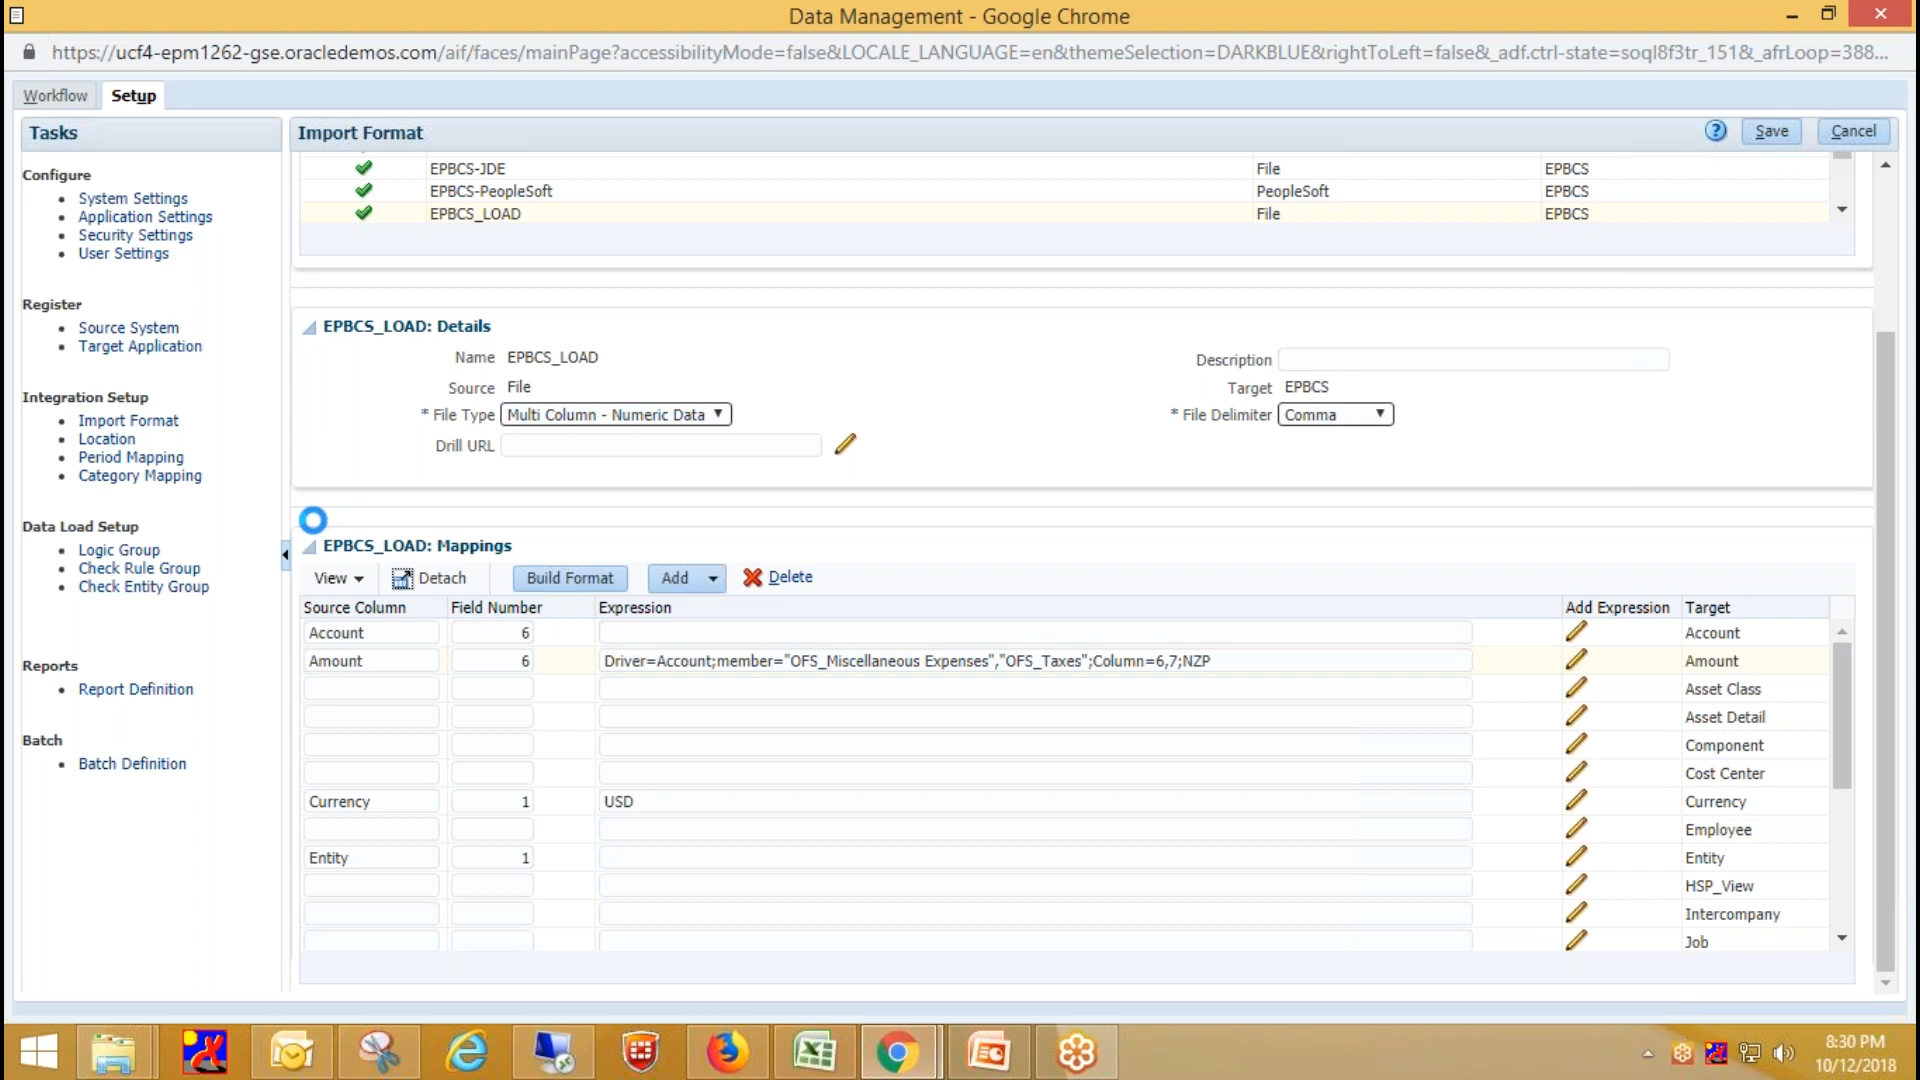 Data Management - Google Chrome
https://ucf4-epm1262-gse.oracledemos.com/aif/faces/mainPage?accessibilityMode=false&LOCALE_LANGUAGE=en&themeSelection=DARKBLUE&rightToLeft=false&_adf.ctrl-state=soql8f3tr_151&_afrLoop=388...
Workflow Setup
Tasks
Configure
System Settings
Application Settings
Security Settings
User Settings
Register
Source System
Target Application
Integration Setup
Import Format
Location
Period Mapping
Category Mapping
Data Load Setup
Logic Group
Check Rule Group
Check Entity Group
Reports
Report Definition
Batch
Batch Definition
Import Format ? Save Cancel
EPBCS-JDE File EPBCS
EPBCS-PeopleSoft PeopleSoft EPBCS
EPBCS_LOAD File EPBCS
EPBCS_LOAD: Details
Name EPBCS_LOAD Description
Source File Target EPBCS
* File Type Multi Column - Numeric Data * File Delimiter Comma
Drill URL
EPBCS_LOAD: Mappings
View Detach Build Format Add Delete
Source Column Field Number Expression Add Expression Target
Account 6 Account
Amount 6 Driver=Account;member="OFS_Miscellaneous Expenses","OFS_Taxes";Column=6,7;NZP Amount
Asset Class
Asset Detail
Component
Cost Center
Currency 1 USD Currency
Employee
Entity 1 Entity
HSP_View
Intercompany
Job
8:30 PM
10/12/2018